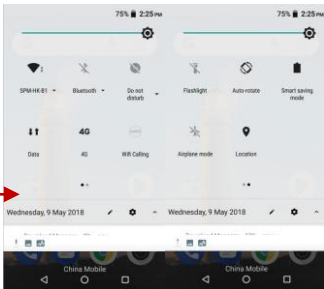 75% 2:25 PM
SPM-HK-B1
Bluetooth
Do not
disturb
Data
4G
4G
Wifi Calling
Wednesday, 9 May 2018
China Mobile
75% 2:25 PM
Flashlight
Auto-rotate
Smart saving
mode
Airplane mode
Location
Wednesday, 9 May 2018
China Mobile